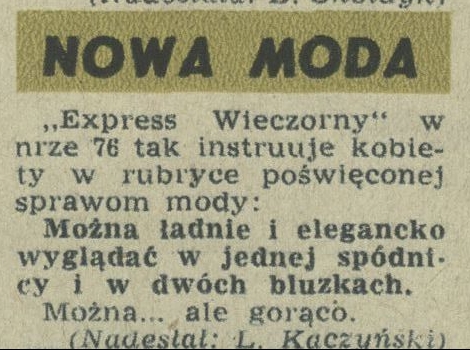 (Nadesłał:
NOWA MODA
„Express Wieczorny“ w
nrze 76 tak instruuje kobie-
ty w rubryce poświęconej
sprawom mody:
Można ładnie i elegancko
wyglądać w jednej spódni-
cy i w dwóch bluzkach.
Można... ale gorąco.
(Nadesłał: L. Kaczyński)